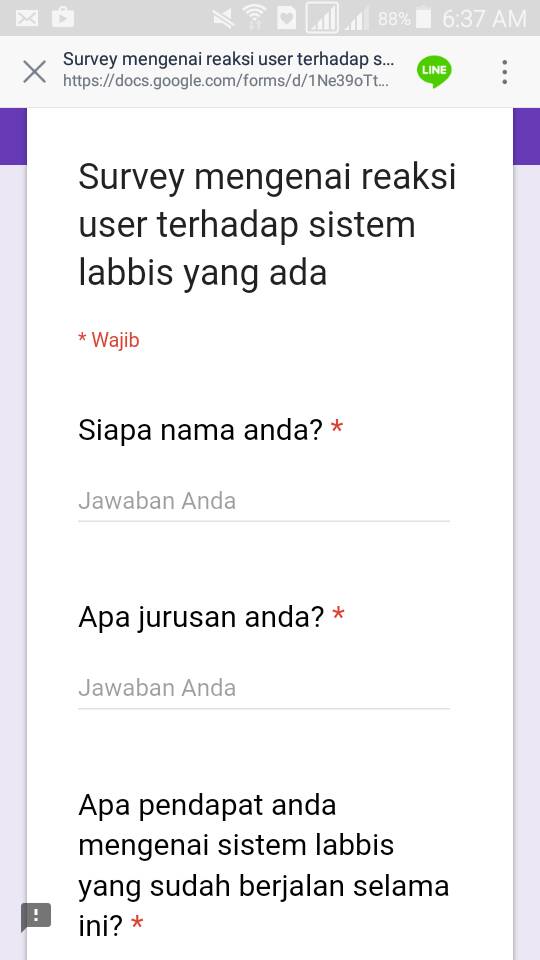 88% 6:37 AM
Survey mengenai reaksi user terhadap s...
https://docs.google.com/forms/d/1Ne39oTt...
LINE
Survey mengenai reaksi
user terhadap sistem
labbis yang ada
* Wajib
Siapa nama anda? *
Jawaban Anda
Apa jurusan anda? *
Jawaban Anda
Apa pendapat anda
mengenai sistem labbis
yang sudah berjalan selama
ini? *